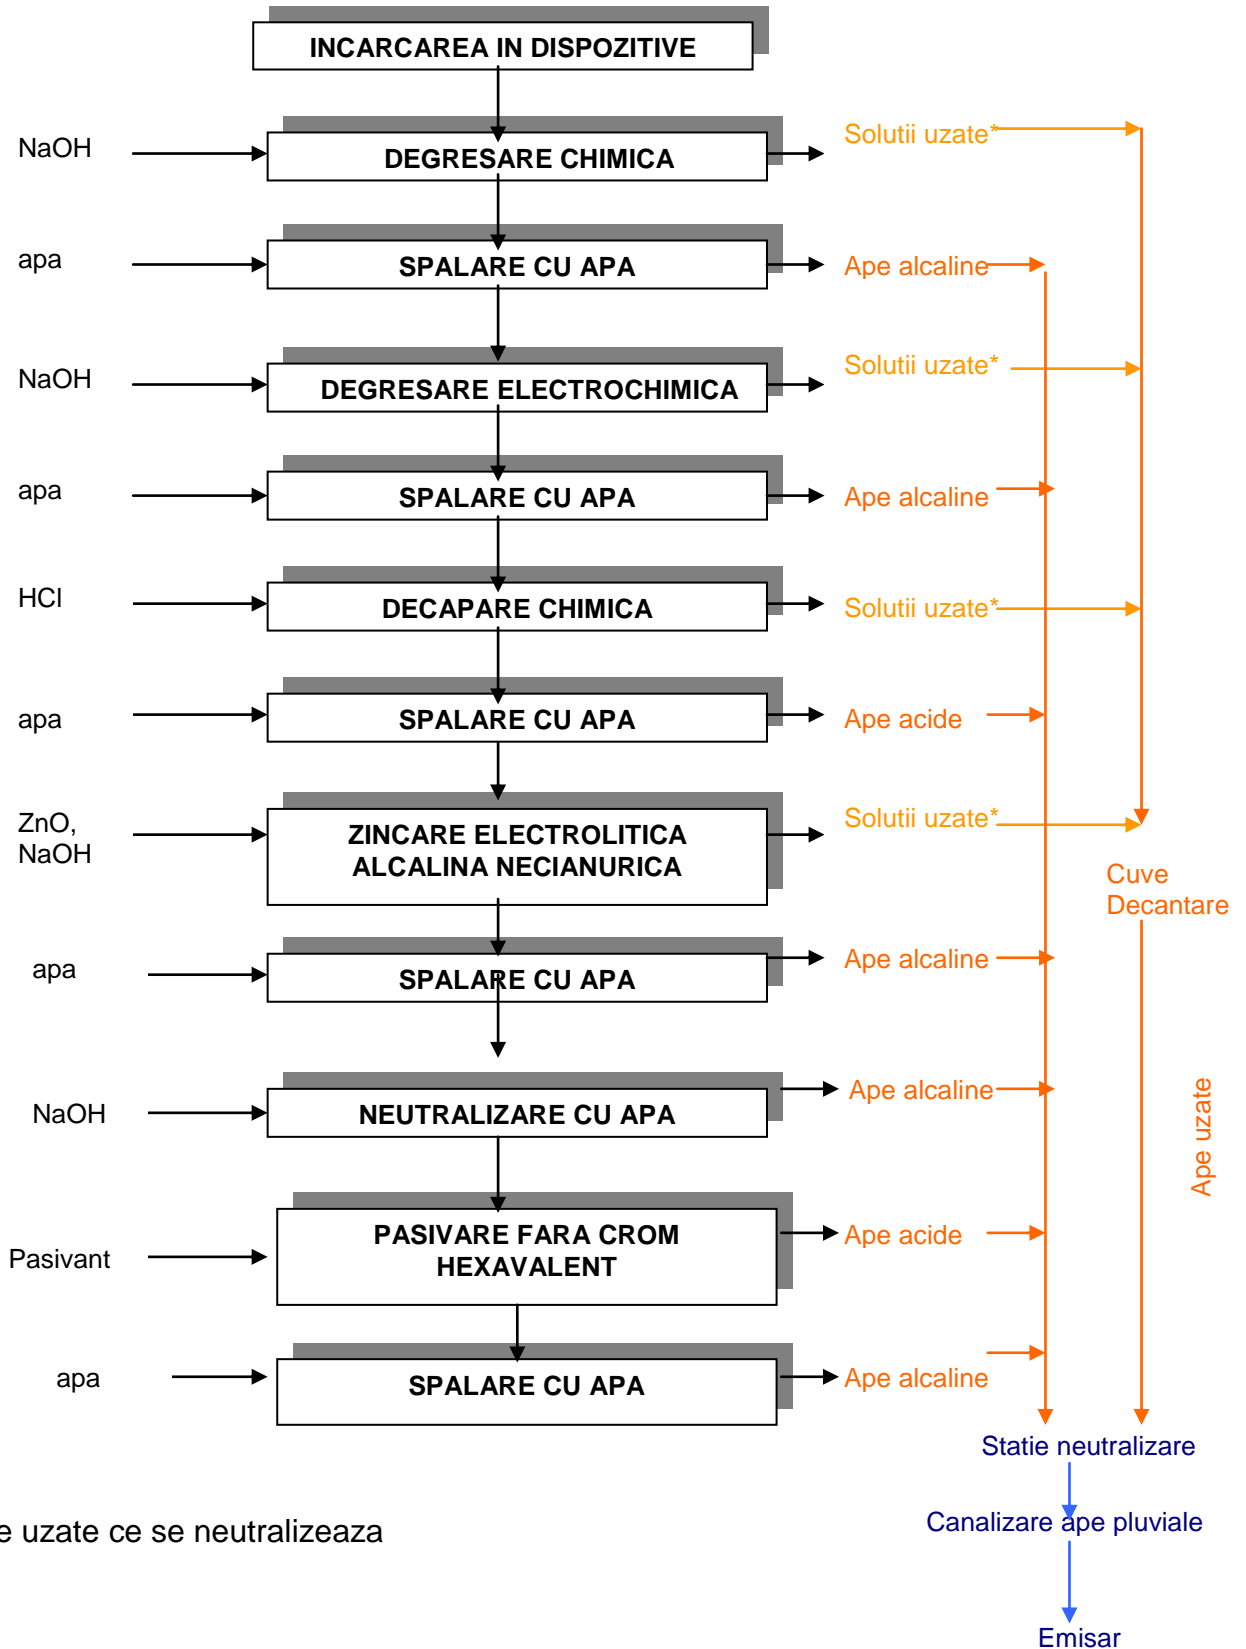 INCARCAREA IN DISPOZITIVE
NaOH
DEGRESARE CHIMICA
Solutii uzate*
apa
SPALARE CU APA
Ape alcaline
NaOH
DEGRESARE ELECTROCHIMICA
Solutii uzate*
apa
SPALARE CU APA
Ape alcaline
HCl
DECAPARE CHIMICA
Solutii uzate*
apa
SPALARE CU APA
Ape acide
ZnO,
NaOH
ZINCARE ELECTROLITICA
ALCALINA NECIANURICA
Solutii uzate*
Cuve
Decantare
apa
SPALARE CU APA
Ape alcaline
NaOH
NEUTRALIZARE CU APA
Ape alcaline
Ape uzate
Pasivant
PASIVARE FARA CROM
HEXAVALENT
Ape acide
apa
SPALARE CU APA
Ape alcaline
Statie neutralizare
Canalizare ape pluviale
e uzate ce se neutralizeaza
Emisar